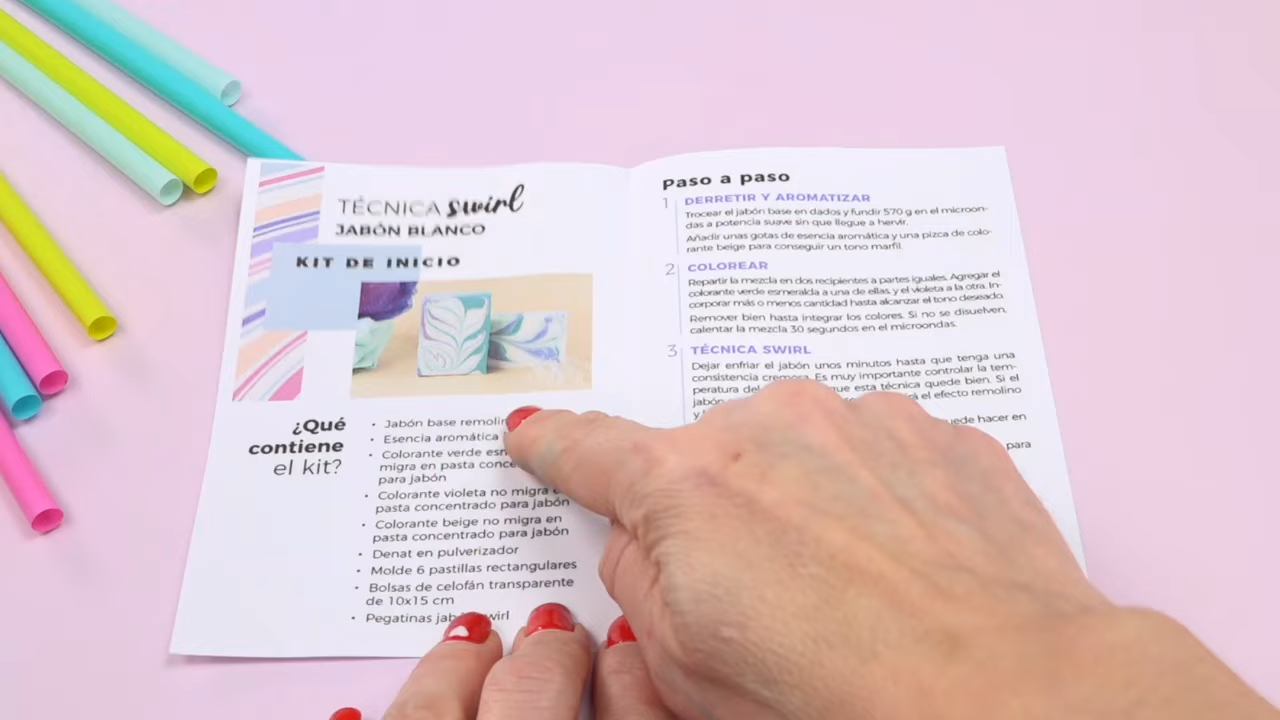 TÉCNICA swirl
JABÓN BLANCO
KIT DE INICIO
¿Qué
contiene
el kit?
• Jabón base
• Esencia aromática
• Colorante verde
migra en pasta
para jabón
• Colorante violeta no migra
pasta concentrado para jabón
• Colorante beige no migra en
pasta concentrado para jabón
• Denat en pulverizador
• Molde 6 pastillas rectangulares
• Bolsas de celofán transparente
de 10x15 cm
• Pegatinas
Paso a paso
1 DERRETIR Y AROMATIZAR
Trocear el jabón base en dados y fundir 570 g en el microon-
das a potencia suave sin que llegue a hervir.
Añadir unas gotas de esencia aromática y una pizca de colo-
rante beige para conseguir un tono marfil.
2 COLOREAR
Repartir la mezcla en dos recipientes a partes iguales. Agregar el
colorante verde esmeralda a una de ellas y el violeta a la otra. In-
corporar más o menos cantidad hasta alcanzar el tono deseado.
Remover bien hasta integrar los colores. Si no se disuelven,
calentar la mezcla 30 segundos en el microondas.
3 TÉCNICA SWIRL
Dejar enfriar el jabón unos minutos hasta que tenga una
consistencia cremosa. Es muy importante controlar la tem-
peratura del que esta técnica quede bien. Si el
jabón el efecto remolino
y
puede hacer en
para